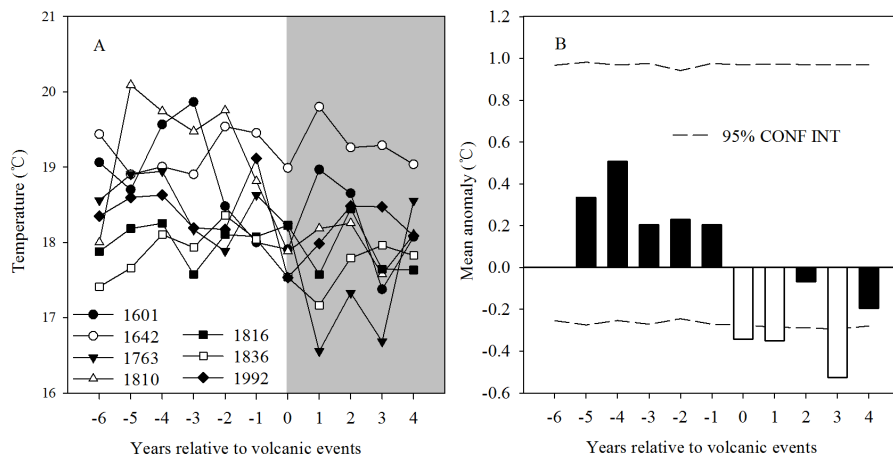 A
Temperature (℃)
21
20
19
18
17
16
1601
1642
1763
1810
1816
1836
1992
-6 -5 -4 -3 -2 -1 0 1 2 3 4
Years relative to volcanic events
B
Mean anomaly (℃)
1.2
1.0
0.8
0.6
0.4
0.2
0.0
-0.2
-0.4
-0.6
95% CONF INT
-6 -5 -4 -3 -2 -1 0 1 2 3 4
Years relative to volcanic events